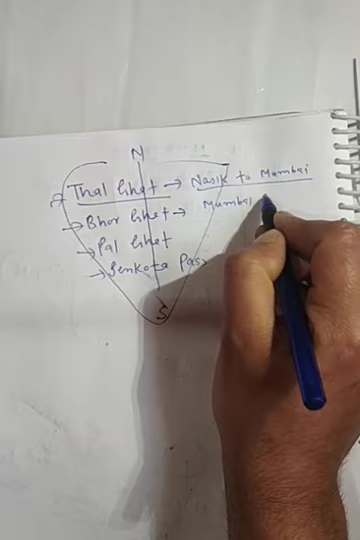 N
Thal Ghat → Nasik to Mumbai
→ Bhor Ghat → Mumbai
→ Pal Ghat
→ Senkota Pass
S